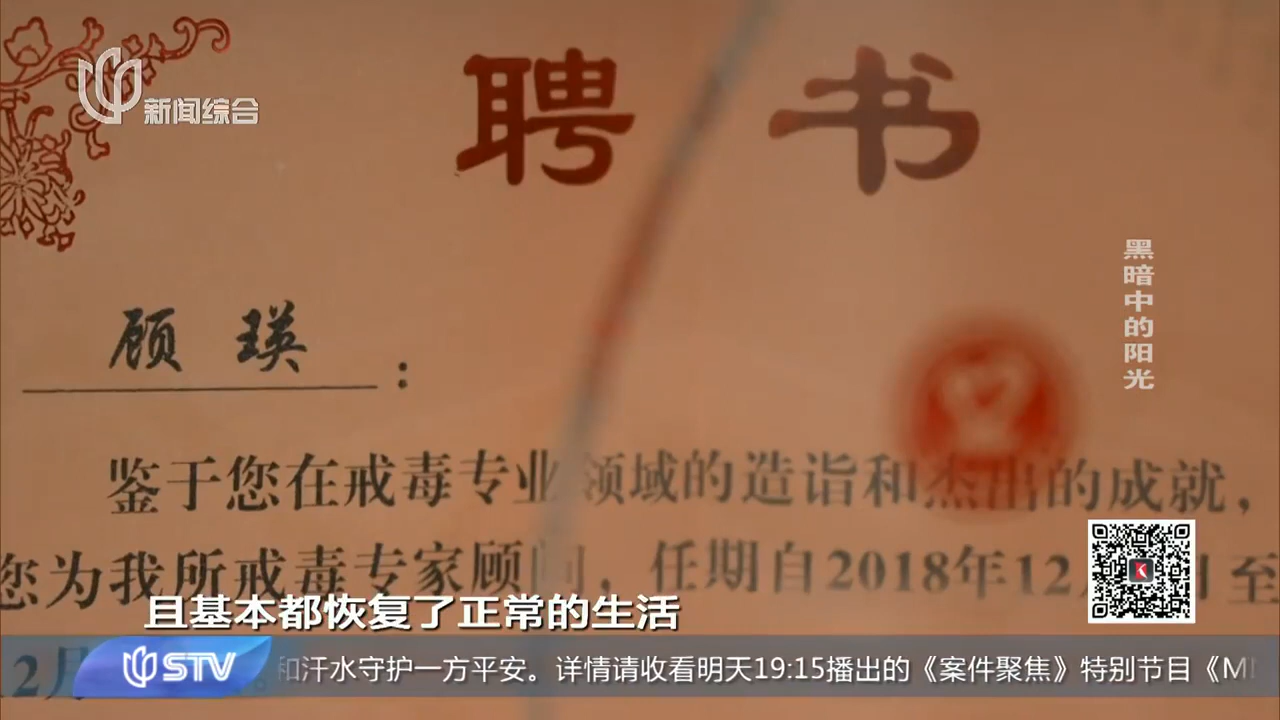 新闻综合
聘书
黑暗中的阳光
顾瑛：
鉴于您在戒毒专业领域的造诣和杰出的成就，
您为我所戒毒专家顾问，任期自2018年12月 日至
且基本都恢复了正常的生活
2月
STV
和汗水守护一方平安。详情请收看明天19:15播出的《案件聚焦》特别节目《M